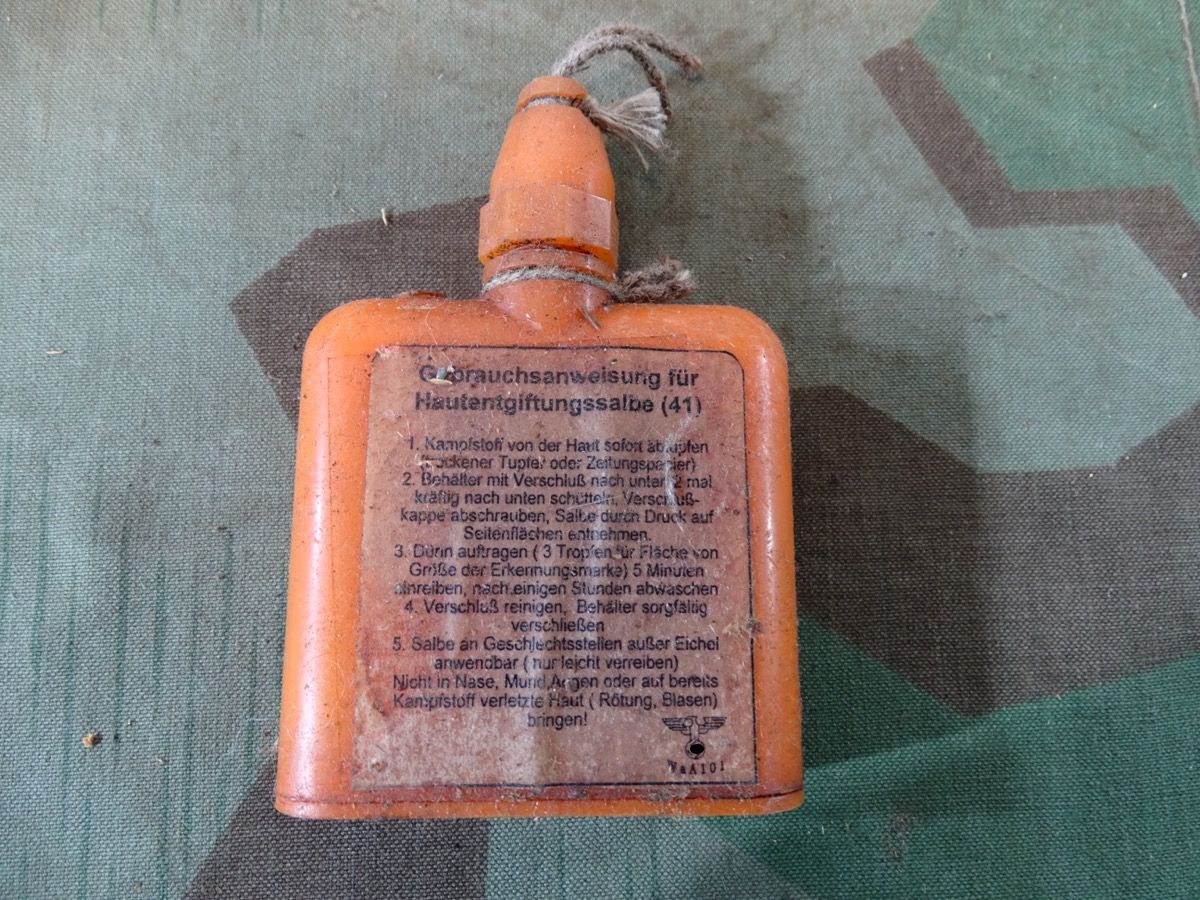 Gebrauchsanweisung für
Hautentgiftungssalbe (41)
1. Kampfstoff von der Haut sofort abtupfen
(trockener Tupfer oder Zeitungspapier)
2. Behälter mit Verschluß nach unten 2 mal
kräftig nach unten schütteln, Verschluß-
kappe abschrauben, Salbe durch Druck auf
Seitenflächen entnehmen.
3. Dünn auftragen ( 3 Tropfen für Fläche von
Größe der Erkennungsmarke) 5 Minuten
einreiben, nach einigen Stunden abwaschen
4. Verschluß reinigen, Behälter sorgfältig
verschließen
5. Salbe an Geschlechtsstellen außer Eichel
anwendbar ( nur leicht verreiben)
Nicht in Nase, Mund,Augen oder auf bereits
Kampfstoff verletzte Haut ( Rötung, Blasen)
bringen!
WaA101